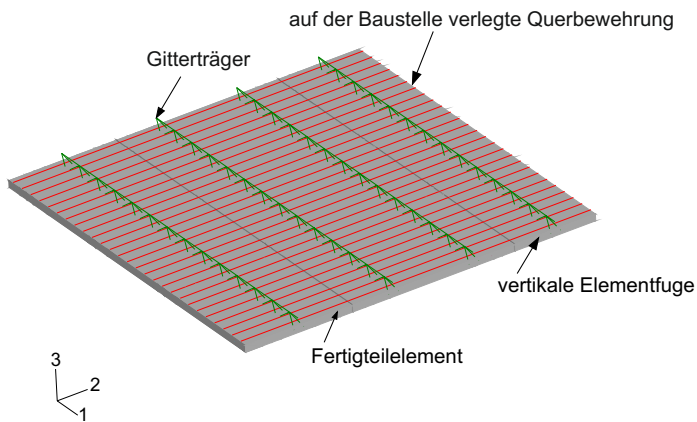 auf der Baustelle verlegte Querbewehrung
Gitterträger
vertikale Elementfuge
Fertigteilelement
3
2
1